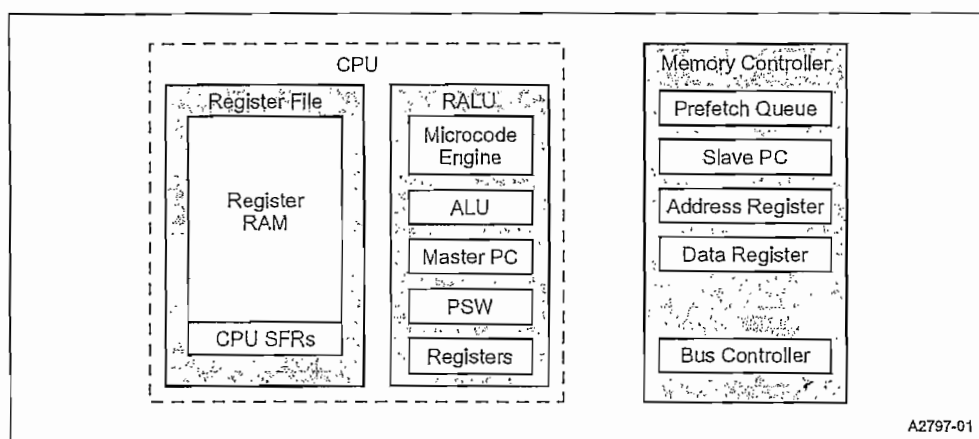 CPU
Register File
Register
RAM
CPU SFRs
RALU
Microcode
Engine
ALU
Master PC
PSW
Registers
Memory Controller
Prefetch Queue
Slave PC
Address Register
Data Register
Bus Controller
A2797-01